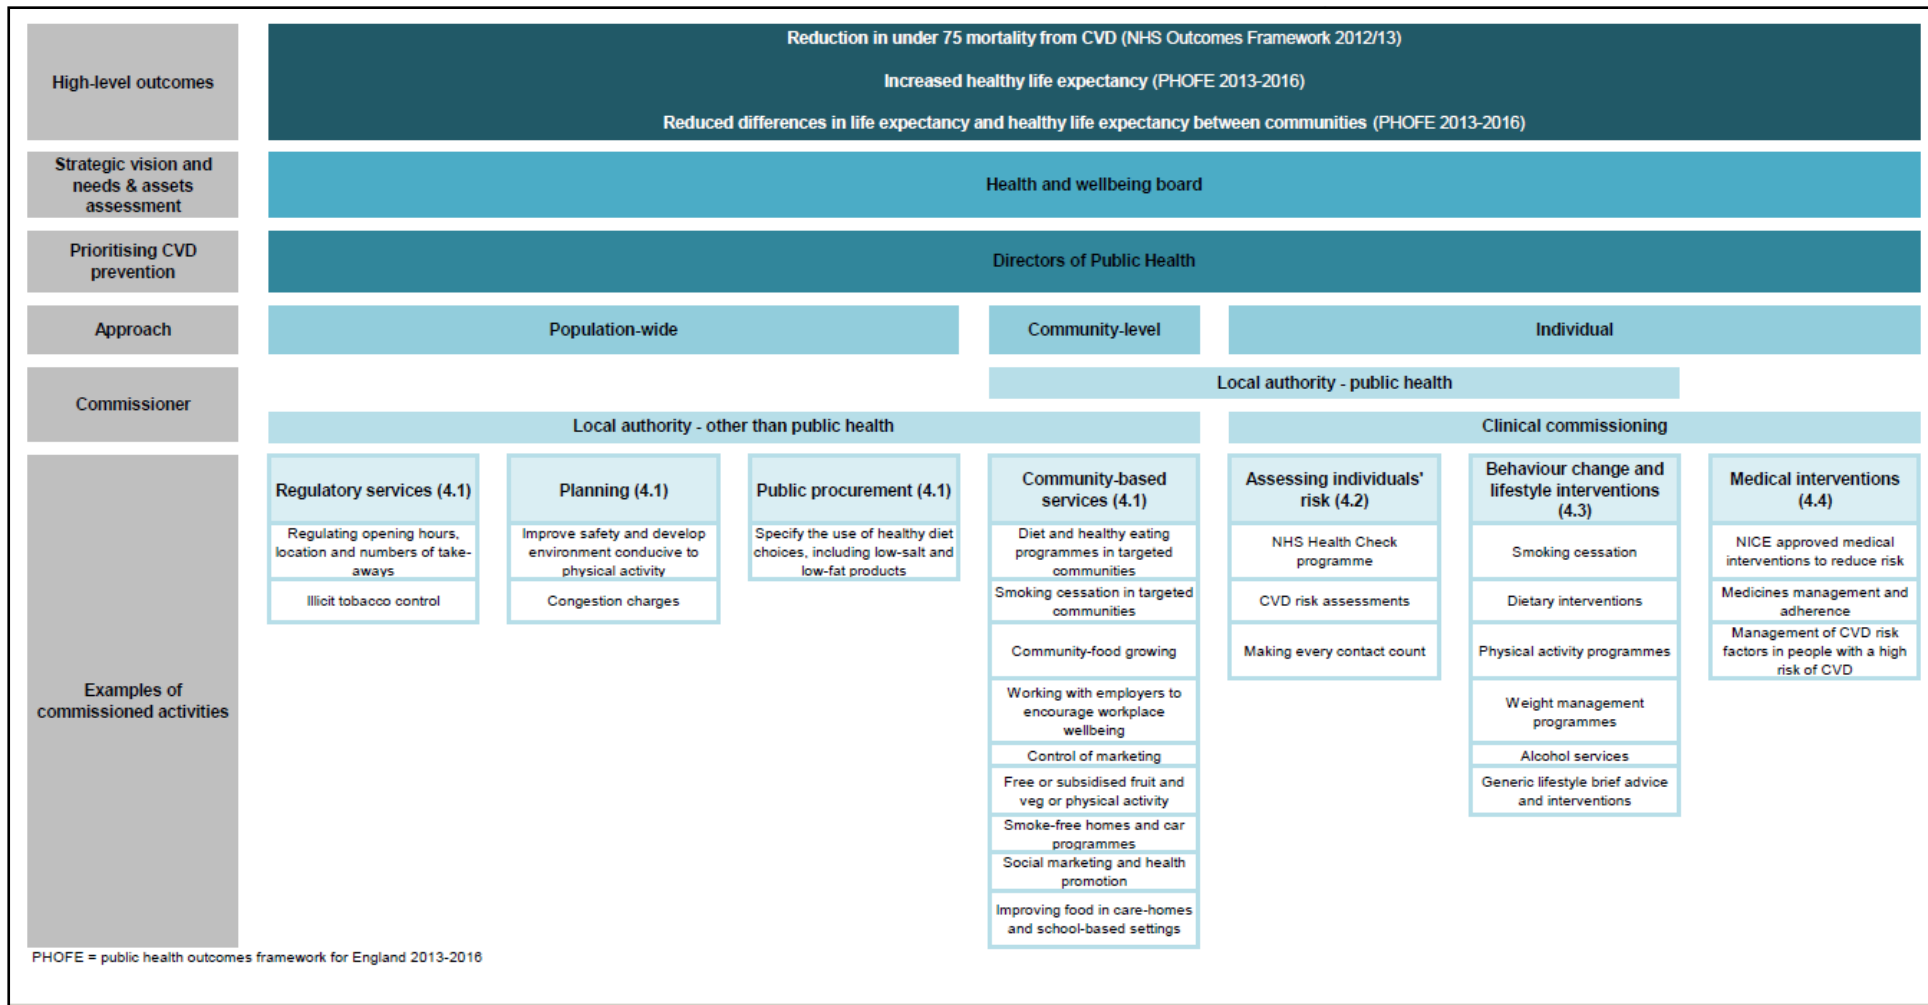 High-level outcomes
Reduction in under 75 mortality from CVD (NHS Outcomes Framework 2012/13)
Increased healthy life expectancy (PHOFE 2013-2016)
Reduced differences in life expectancy and healthy life expectancy between communities (PHOFE 2013-2016)
Strategic vision and
needs & assets
assessment
Health and wellbeing board
Prioritising CVD
prevention
Directors of Public Health
Approach
Population-wide
Community-level
Individual
Commissioner
Local authority - public health
Local authority - other than public health
Clinical commissioning
Examples of
commissioned activities
Regulatory services (4.1)
Regulating opening hours,
location and numbers of take-
aways
Illicit tobacco control
Planning (4.1)
Improve safety and develop
environment conducive to
physical activity
Congestion charges
Public procurement (4.1)
Specify the use of healthy diet
choices, including low-salt and
low-fat products
Community-based
services (4.1)
Diet and healthy eating
programmes in targeted
communities
Smoking cessation in targeted
communities
Community-food growing
Working with employers to
encourage workplace
wellbeing
Control of marketing
Free or subsidised fruit and
veg or physical activity
Smoke-free homes and car
programmes
Social marketing and health
promotion
Improving food in care-homes
and school-based settings
Assessing individuals'
risk (4.2)
NHS Health Check
programme
CVD risk assessments
Making every contact count
Behaviour change and
lifestyle interventions
(4.3)
Smoking cessation
Dietary interventions
Physical activity programmes
Weight management
programmes
Alcohol services
Generic lifestyle brief advice
and interventions
Medical interventions
(4.4)
NICE approved medical
interventions to reduce risk
Medicines management and
adherence
Management of CVD risk
factors in people with a high
risk of CVD
PHOFE = public health outcomes framework for England 2013-2016